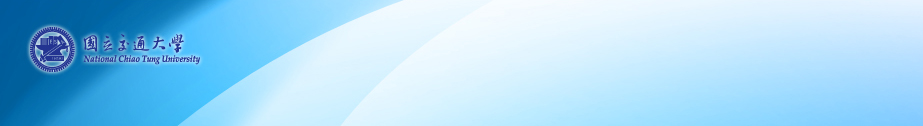 國立交通大學
National Chiao Tung University